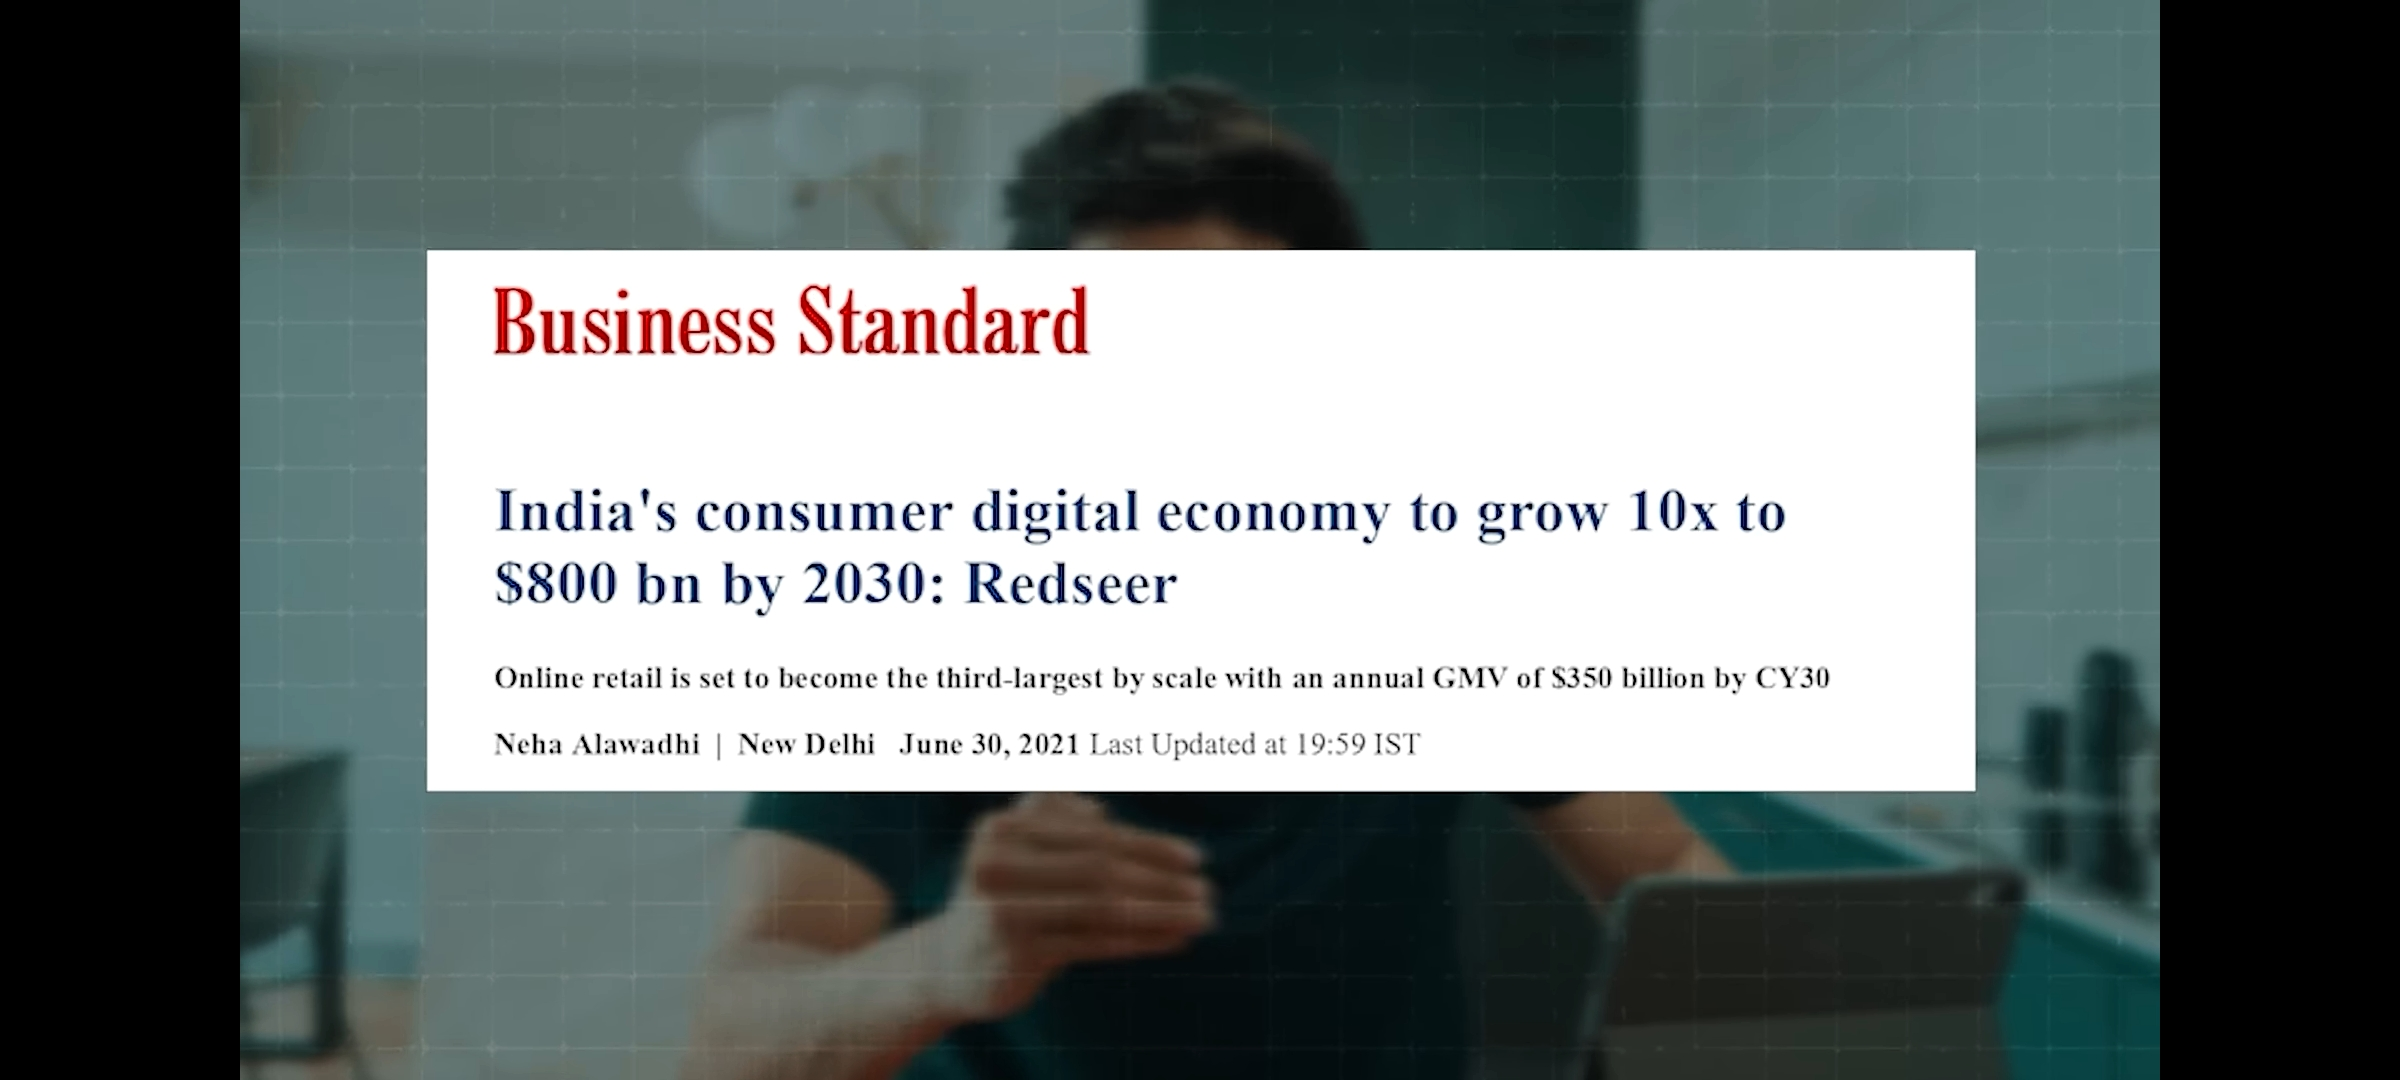 Business Standard
India's consumer digital economy to grow 10x to
$800 bn by 2030: Redseer
Online retail is set to become the third-largest by scale with an annual GMV of $350 billion by CY30
Neha Alawadhi | New Delhi June 30, 2021 Last Updated at 19:59 IST